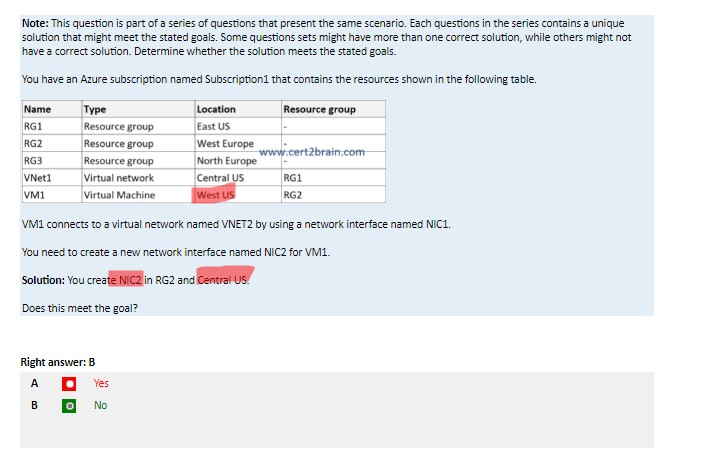 Note: This question is part of a series of questions that present the same scenario. Each questions in the series contains a unique
solution that might meet the stated goals. Some questions sets might have more than one correct solution, while others might not
have a correct solution. Determine whether the solution meets the stated goals.
You have an Azure subscription named Subscription1 that contains the resources shown in the following table.
Name Type Location Resource group
RG1 Resource group East US -
RG2 Resource group West Europe -
www.cert2brain.com
RG3 Resource group North Europe -
VNet1 Virtual network Central US RG1
VM1 Virtual Machine West US RG2
VM1 connects to a virtual network named VNET2 by using a network interface named NIC1.
You need to create a new network interface named NIC2 for VM1.
Solution: You create NIC2 in RG2 and Central US.
Does this meet the goal?
Right answer: B
A Yes
B No